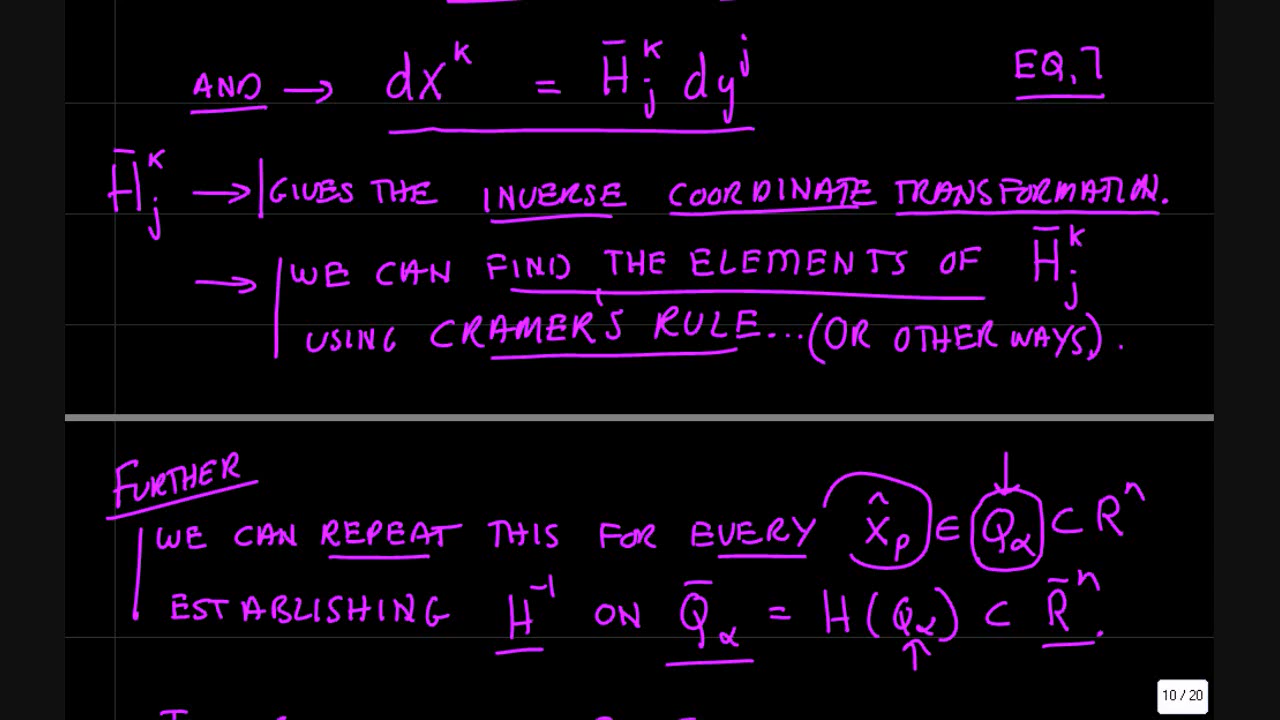 AND → dx^k = H̄^k_j dy^j EQ.7
H̄^k_j → GIVES THE INVERSE COORDINATE TRANSFORMATION.
→ WE CAN FIND THE ELEMENTS OF H̄^k_j
USING CRAMER'S RULE...(OR OTHER WAYS).
FURTHER
WE CAN REPEAT THIS FOR EVERY x̂_p ∈ Q_α ⊂ R^n
ESTABLISHING H^-1 ON Q̄_α = H(Q_α) ⊂ R̄^n.
10 / 20